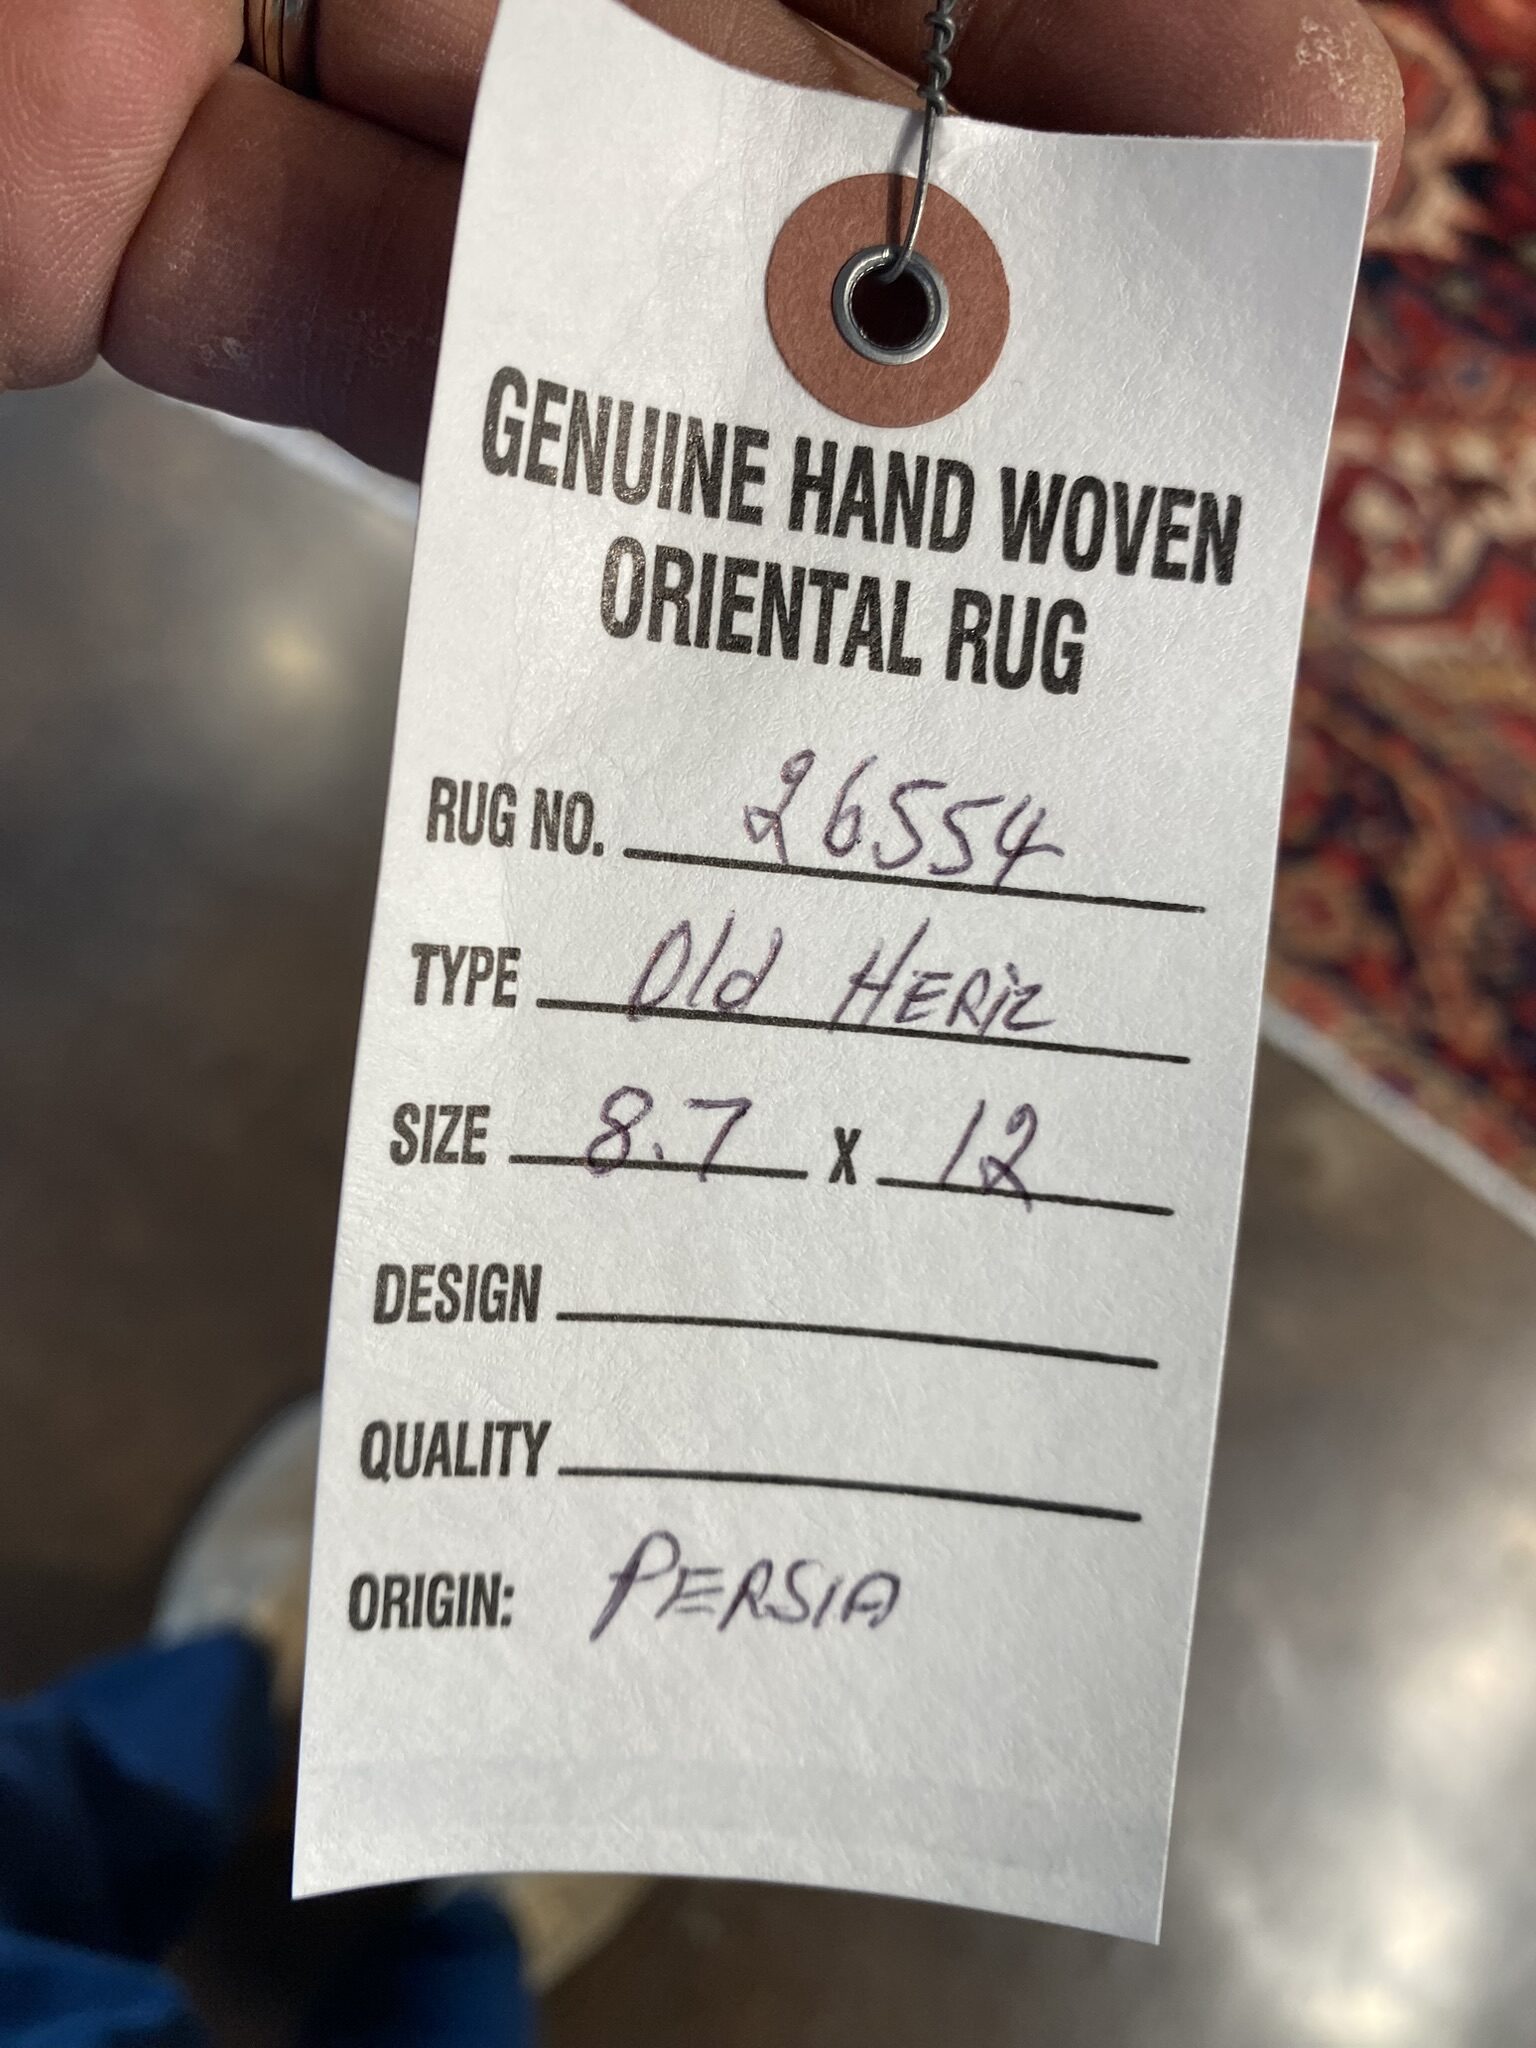 GENUINE HAND WOVEN
ORIENTAL RUG
RUG NO. 26554
TYPE Old HERiz
SIZE 8.7 X 12
DESIGN
QUALITY
ORIGIN: PERSIA